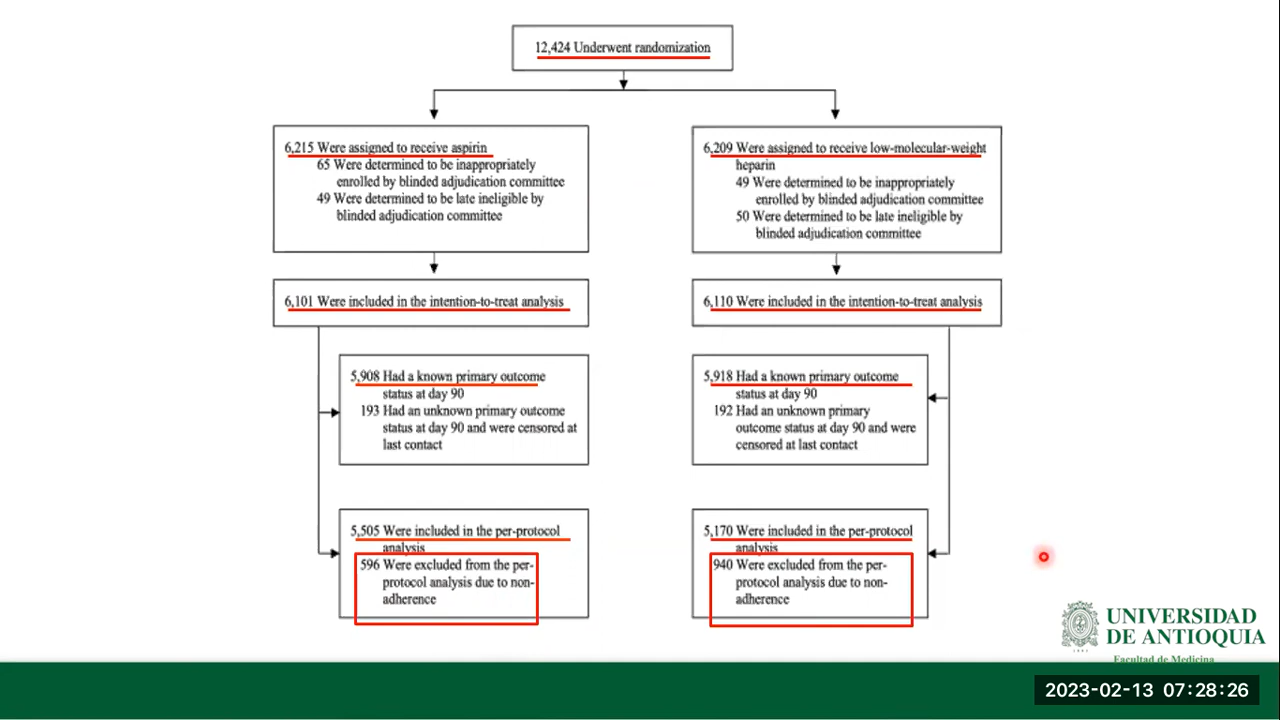 12,424 Underwent randomization
6,215 Were assigned to receive aspirin
65 Were determined to be inappropriately
enrolled by blinded adjudication committee
49 Were determined to be late ineligible by
blinded adjudication committee
6,209 Were assigned to receive low-molecular-weight
heparin
49 Were determined to be inappropriately
enrolled by blinded adjudication committee
50 Were determined to be late ineligible by
blinded adjudication committee
6,101 Were included in the intention-to-treat analysis
6,110 Were included in the intention-to-treat analysis
5,908 Had a known primary outcome
status at day 90
193 Had an unknown primary outcome
status at day 90 and were censored at
last contact
5,918 Had a known primary outcome
status at day 90
192 Had an unknown primary
outcome status at day 90 and were
censored at last contact
5,505 Were included in the per-protocol
analysis
596 Were excluded from the per-
protocol analysis due to non-
adherence
5,170 Were included in the per-protocol
analysis
940 Were excluded from the per-
protocol analysis due to non-
adherence
UNIVERSIDAD
DE ANTIOQUIA
Facultad de Medicina
2023-02-13 07:28:26